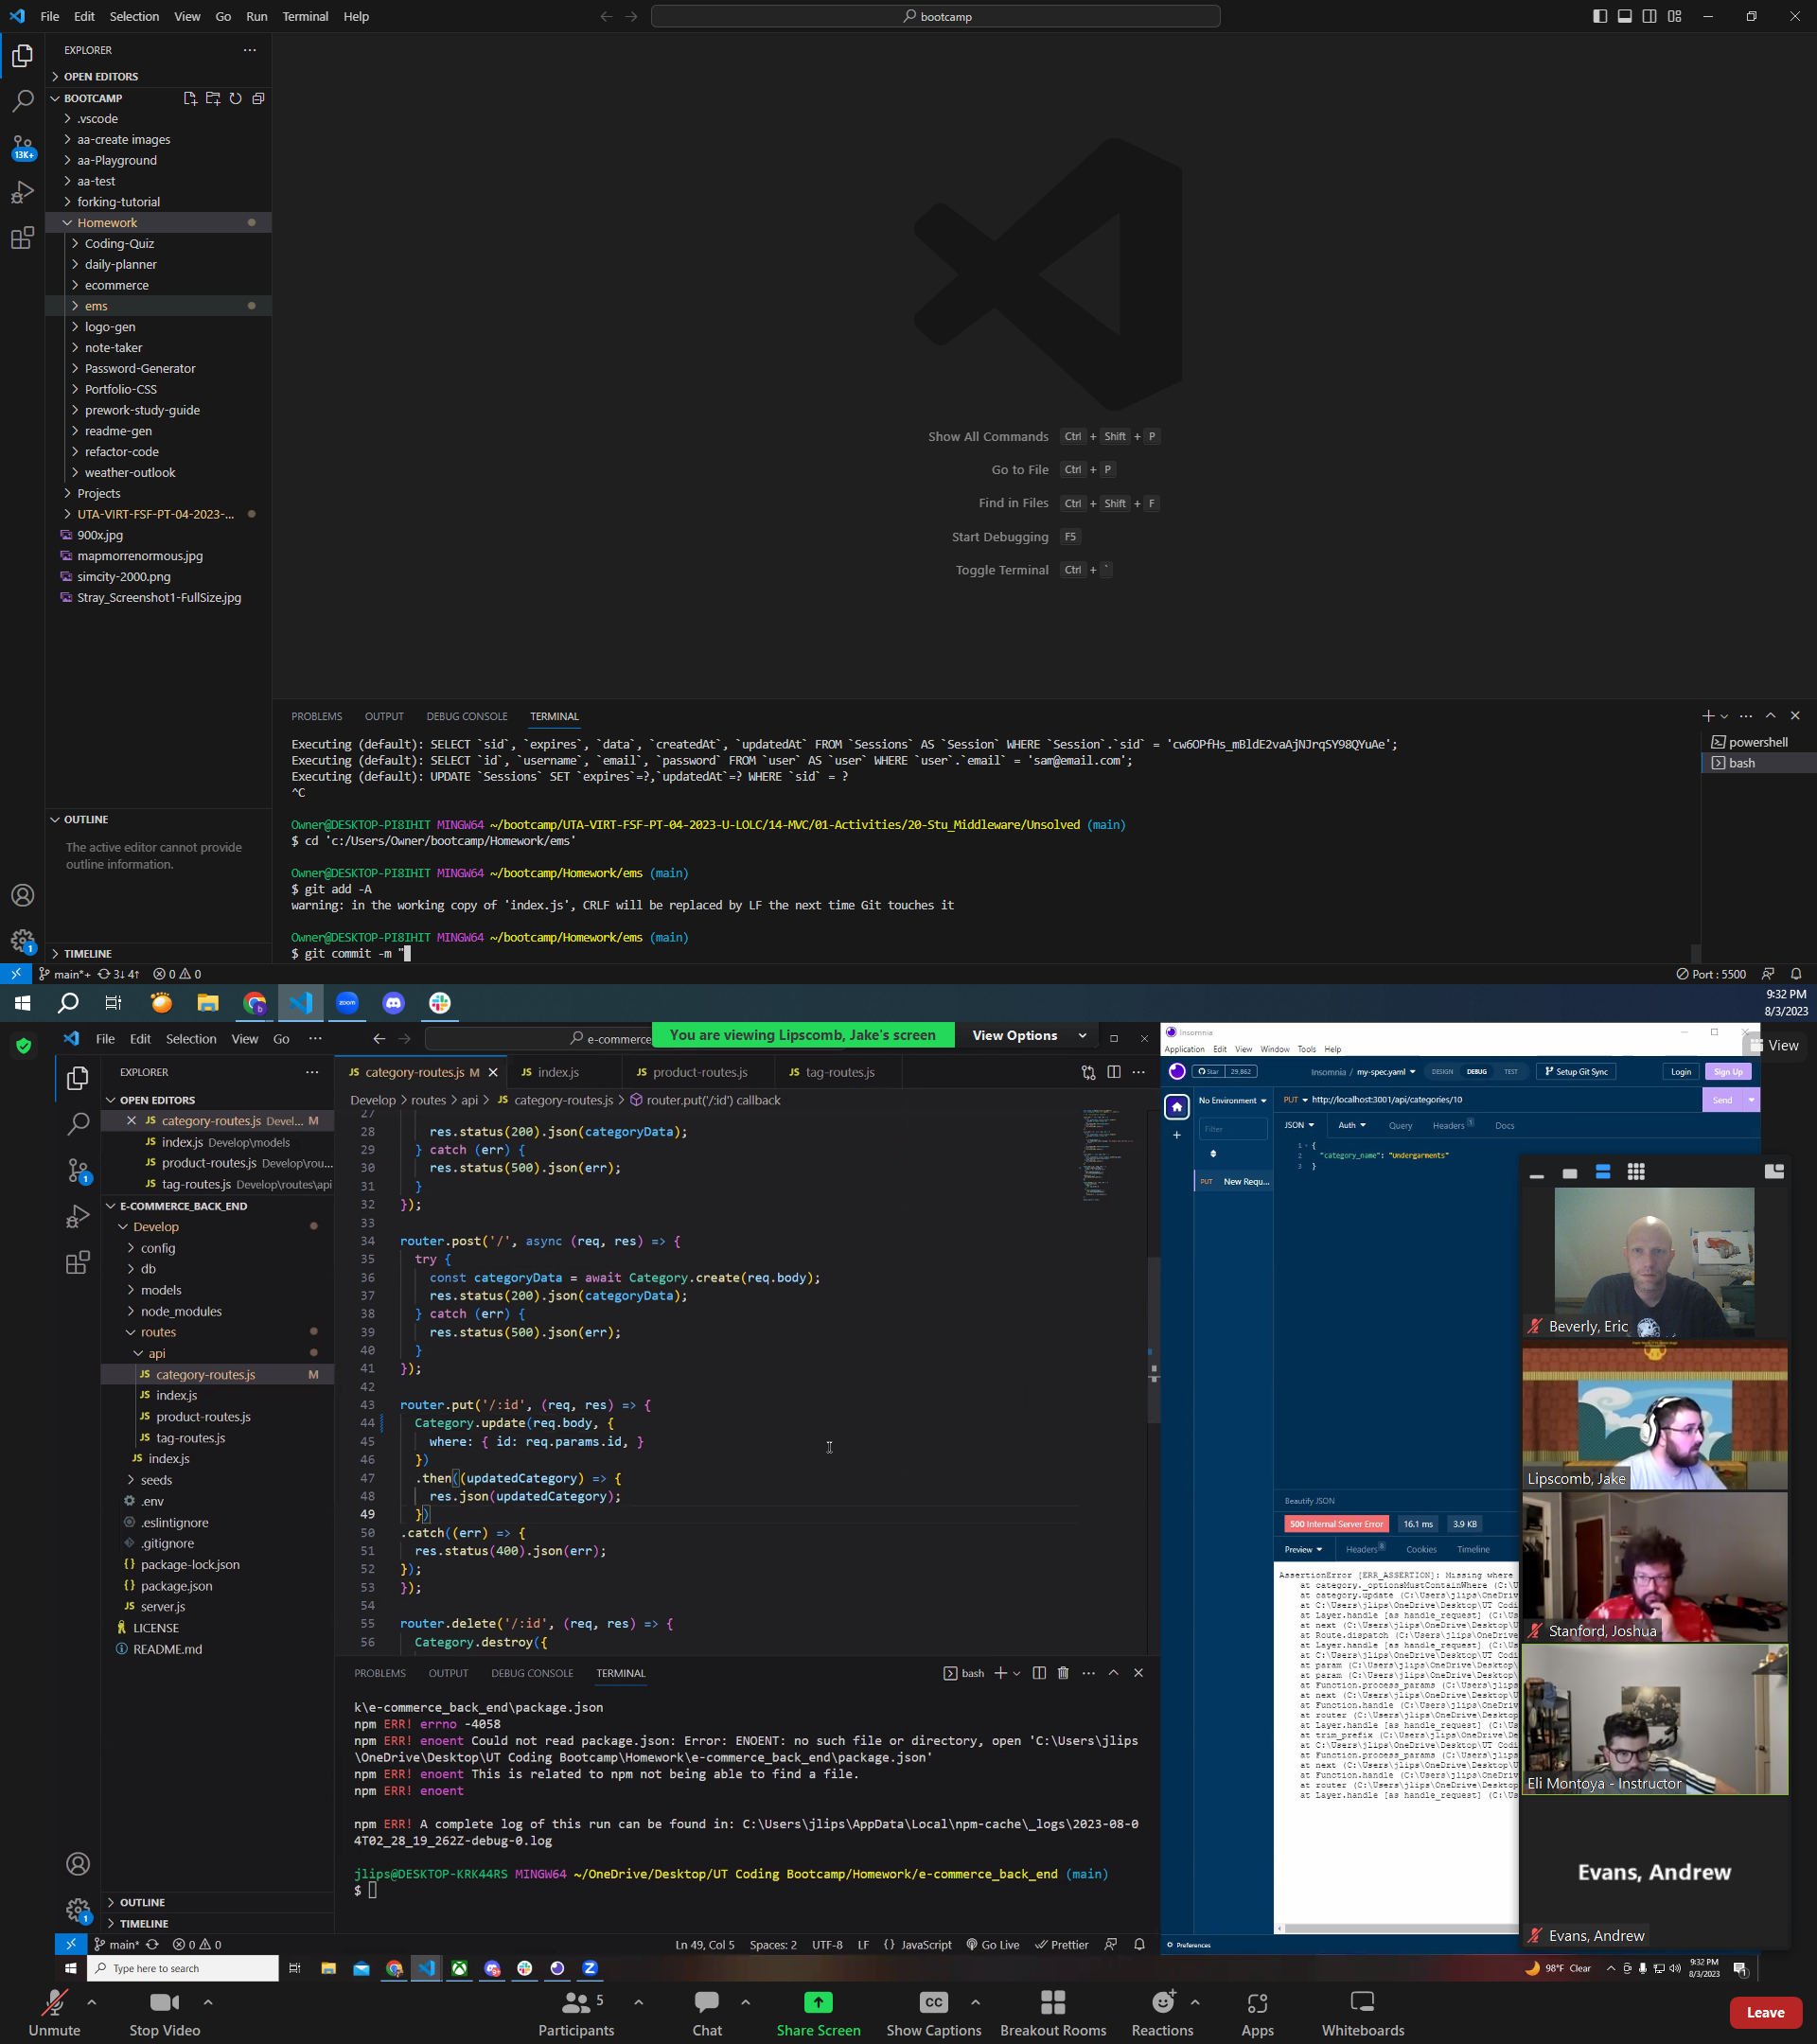 File Edit Selection View Go Run Terminal Help
bootcamp
EXPLORER
OPEN EDITORS
BOOTCAMP
.vscode
aa-create images
aa-Playground
aa-test
forking-tutorial
Homework
Coding-Quiz
daily-planner
ecommerce
ems
logo-gen
note-taker
Password-Generator
Portfolio-CSS
prework-study-guide
readme-gen
refactor-code
weather-outlook
Projects
UTA-VIRT-FSF-PT-04-2023-...
900x.jpg
mapmorrenormous.jpg
simcity-2000.png
Stray_Screenshot1-FullSize.jpg
13K+
OUTLINE
The active editor cannot provide
outline information.
TIMELINE
1
Show All Commands Ctrl + Shift + P
Go to File Ctrl + P
Find in Files Ctrl + Shift + F
Start Debugging F5
Toggle Terminal Ctrl + `
PROBLEMS OUTPUT DEBUG CONSOLE TERMINAL
powershell
bash
Executing (default): SELECT `sid`, `expires`, `data`, `createdAt`, `updatedAt` FROM `Sessions` AS `Session` WHERE `Session`.`sid` = 'cw6OPfHs_mBldE2vaAjNJrqSY98QYuAe';
Executing (default): SELECT `id`, `username`, `email`, `password` FROM `user` AS `user` WHERE `user`.`email` = 'sam@email.com';
Executing (default): UPDATE `Sessions` SET `expires`=?,`updatedAt`=? WHERE `sid` = ?
^C
Owner@DESKTOP-PI8IHIT MINGW64 ~/bootcamp/UTA-VIRT-FSF-PT-04-2023-U-LOLC/14-MVC/01-Activities/20-Stu_Middleware/Unsolved (main)
$ cd 'c:/Users/Owner/bootcamp/Homework/ems'
Owner@DESKTOP-PI8IHIT MINGW64 ~/bootcamp/Homework/ems (main)
$ git add -A
warning: in the working copy of 'index.js', CRLF will be replaced by LF the next time Git touches it
Owner@DESKTOP-PI8IHIT MINGW64 ~/bootcamp/Homework/ems (main)
$ git commit -m "
main*+ 3↓ 4↑ 0 0
Port : 5500
zoom
9:32 PM
8/3/2023
File Edit Selection View Go ···
e-commerce
You are viewing Lipscomb, Jake's screen
View Options
View
EXPLORER
OPEN EDITORS
JS category-routes.js Devel... M
JS index.js Develop\models
JS product-routes.js Develop\rou...
JS tag-routes.js Develop\routes\api
E-COMMERCE_BACK_END
Develop
config
db
models
node_modules
routes
api
JS category-routes.js M
JS index.js
JS product-routes.js
JS tag-routes.js
JS index.js
seeds
.env
.eslintignore
.gitignore
{} package-lock.json
{} package.json
JS server.js
LICENSE
README.md
OUTLINE
TIMELINE
JS category-routes.js M
JS index.js
JS product-routes.js
JS tag-routes.js
Develop > routes > api > JS category-routes.js > router.put('/:id') callback
27
28 res.status(200).json(categoryData);
29 } catch (err) {
30 res.status(500).json(err);
31 }
32 });
33
34 router.post('/', async (req, res) => {
35 try {
36 const categoryData = await Category.create(req.body);
37 res.status(200).json(categoryData);
38 } catch (err) {
39 res.status(500).json(err);
40 }
41 });
42
43 router.put('/:id', (req, res) => {
44 Category.update(req.body, {
45 where: { id: req.params.id, }
46 })
47 .then((updatedCategory) => {
48 res.json(updatedCategory);
49 })
50 .catch((err) => {
51 res.status(400).json(err);
52 });
53 });
54
55 router.delete('/:id', (req, res) => {
56 Category.destroy({
PROBLEMS OUTPUT DEBUG CONSOLE TERMINAL
bash
k\e-commerce_back_end\package.json
npm ERR! errno -4058
npm ERR! enoent Could not read package.json: Error: ENOENT: no such file or directory, open 'C:\Users\jlips
\OneDrive\Desktop\UT Coding Bootcamp\Homework\e-commerce_back_end\package.json'
npm ERR! enoent This is related to npm not being able to find a file.
npm ERR! enoent
npm ERR! A complete log of this run can be found in: C:\Users\jlips\AppData\Local\npm-cache\_logs\2023-08-0
4T02_28_19_262Z-debug-0.log
jlips@DESKTOP-KRK44RS MINGW64 ~/OneDrive/Desktop/UT Coding Bootcamp/Homework/e-commerce_back_end (main)
$
main* 0 0
Ln 49, Col 5 Spaces: 2 UTF-8 LF {} JavaScript Go Live Prettier
Insomnia
Application Edit View Window Tools Help
Star 29,862
Insomnia / my-spec.yaml
DESIGN DEBUG TEST
Setup Git Sync
Login
Sign Up
No Environment
PUT http://localhost:3001/api/categories/10
Send
Filter
JSON Auth Query Headers 1 Docs
PUT New Requ...
1 {
2 "category_name": "Undergarments"
3 }
Beautify JSON
500 Internal Server Error 16.1 ms 3.9 KB
Preview Headers 8 Cookies Timeline
AssertionError [ERR_ASSERTION]: Missing where
at category._optionsMustContainWhere (C:\U
at category.update (C:\Users\jlips\OneDriv
at C:\Users\jlips\OneDrive\Desktop\UT Codi
at Layer.handle [as handle_request] (C:\Us
at next (C:\Users\jlips\OneDrive\Desktop\U
at Route.dispatch (C:\Users\jlips\OneDrive
at Layer.handle [as handle_request] (C:\Us
at C:\Users\jlips\OneDrive\Desktop\UT Codi
at param (C:\Users\jlips\OneDrive\Desktop\
at param (C:\Users\jlips\OneDrive\Desktop\
at Function.process_params (C:\Users\jlips
at next (C:\Users\jlips\OneDrive\Desktop\U
at Function.handle (C:\Users\jlips\OneDriv
at router (C:\Users\jlips\OneDrive\Desktop
at Layer.handle [as handle_request] (C:\Us
at trim_prefix (C:\Users\jlips\OneDrive\De
at C:\Users\jlips\OneDrive\Desktop\UT Codi
at Function.process_params (C:\Users\jlips
at next (C:\Users\jlips\OneDrive\Desktop\U
at Function.handle (C:\Users\jlips\OneDriv
at router (C:\Users\jlips\OneDrive\Desktop
at Layer.handle [as handle_request] (C:\Us
Preferences
Beverly, Eric
Lipscomb, Jake
Stanford, Joshua
Eli Montoya - Instructor
Evans, Andrew
Evans, Andrew
Type here to search
98°F Clear
9:32 PM
8/3/2023
Unmute
Stop Video
Participants 5
Chat
Share Screen
CC Show Captions
Breakout Rooms
Reactions
Apps
Whiteboards
Leave